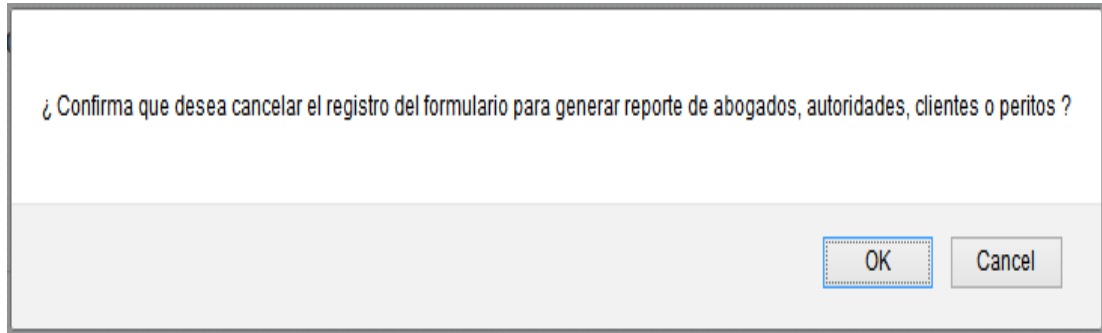 ¿ Confirma que desea cancelar el registro del formulario para generar reporte de abogados, autoridades, clientes o peritos ?
OK
Cancel